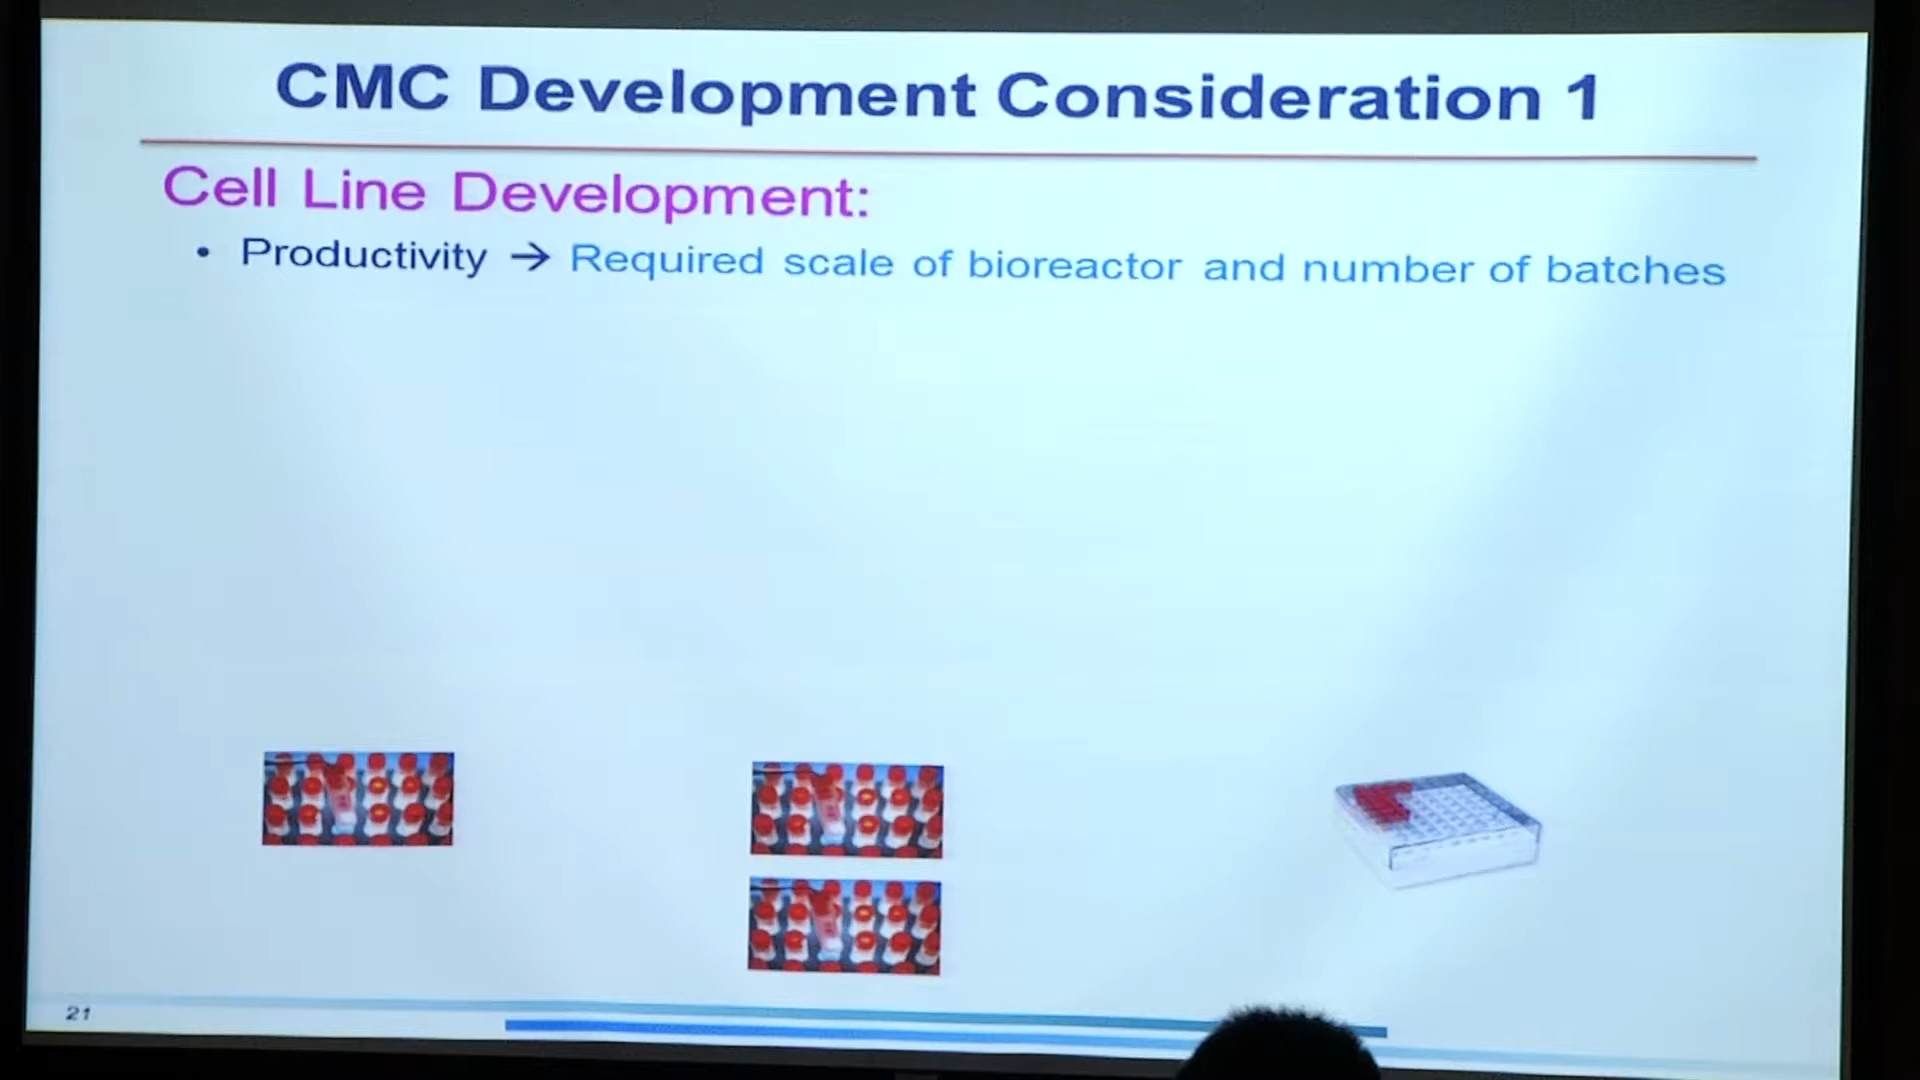 CMC Development Consideration 1
Cell Line Development:
• Productivity → Required scale of bioreactor and number of batches
21